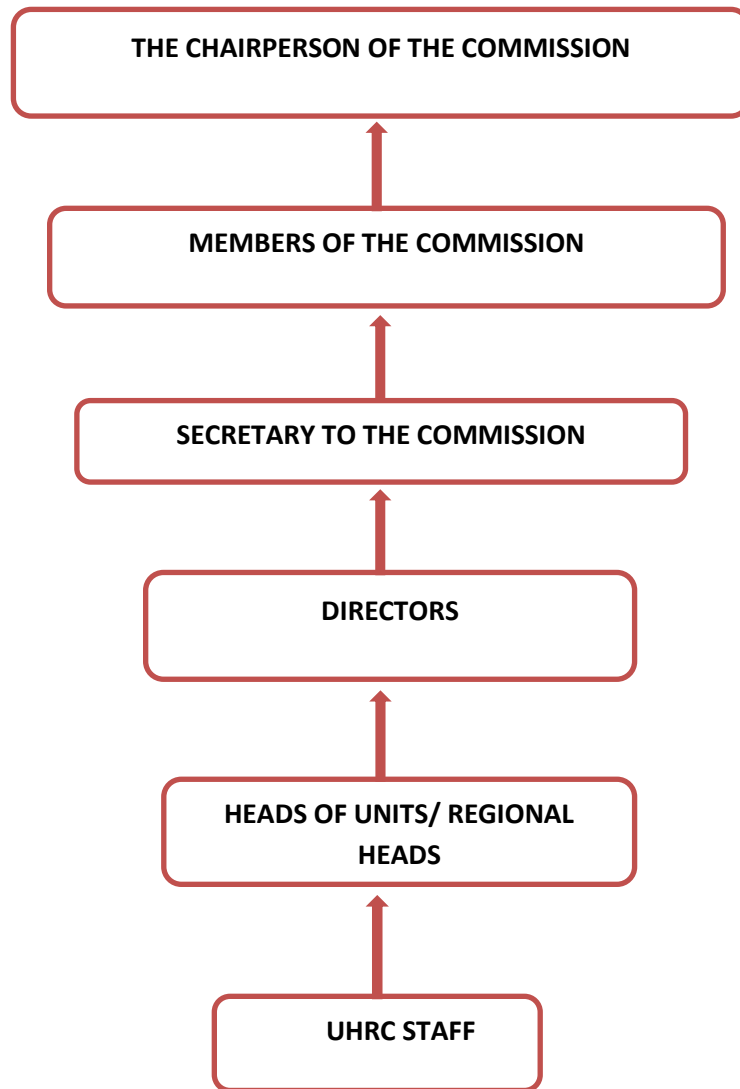 THE CHAIRPERSON OF THE COMMISSION
MEMBERS OF THE COMMISSION
SECRETARY TO THE COMMISSION
DIRECTORS
HEADS OF UNITS/ REGIONAL
HEADS
UHRC STAFF